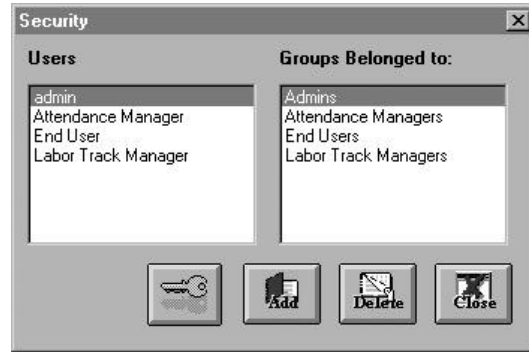 Security
Users
Groups Belonged to:
admin
Attendance Manager
End User
Labor Track Manager
Admins
Attendance Managers
End Users
Labor Track Managers
Add
Delete
Close